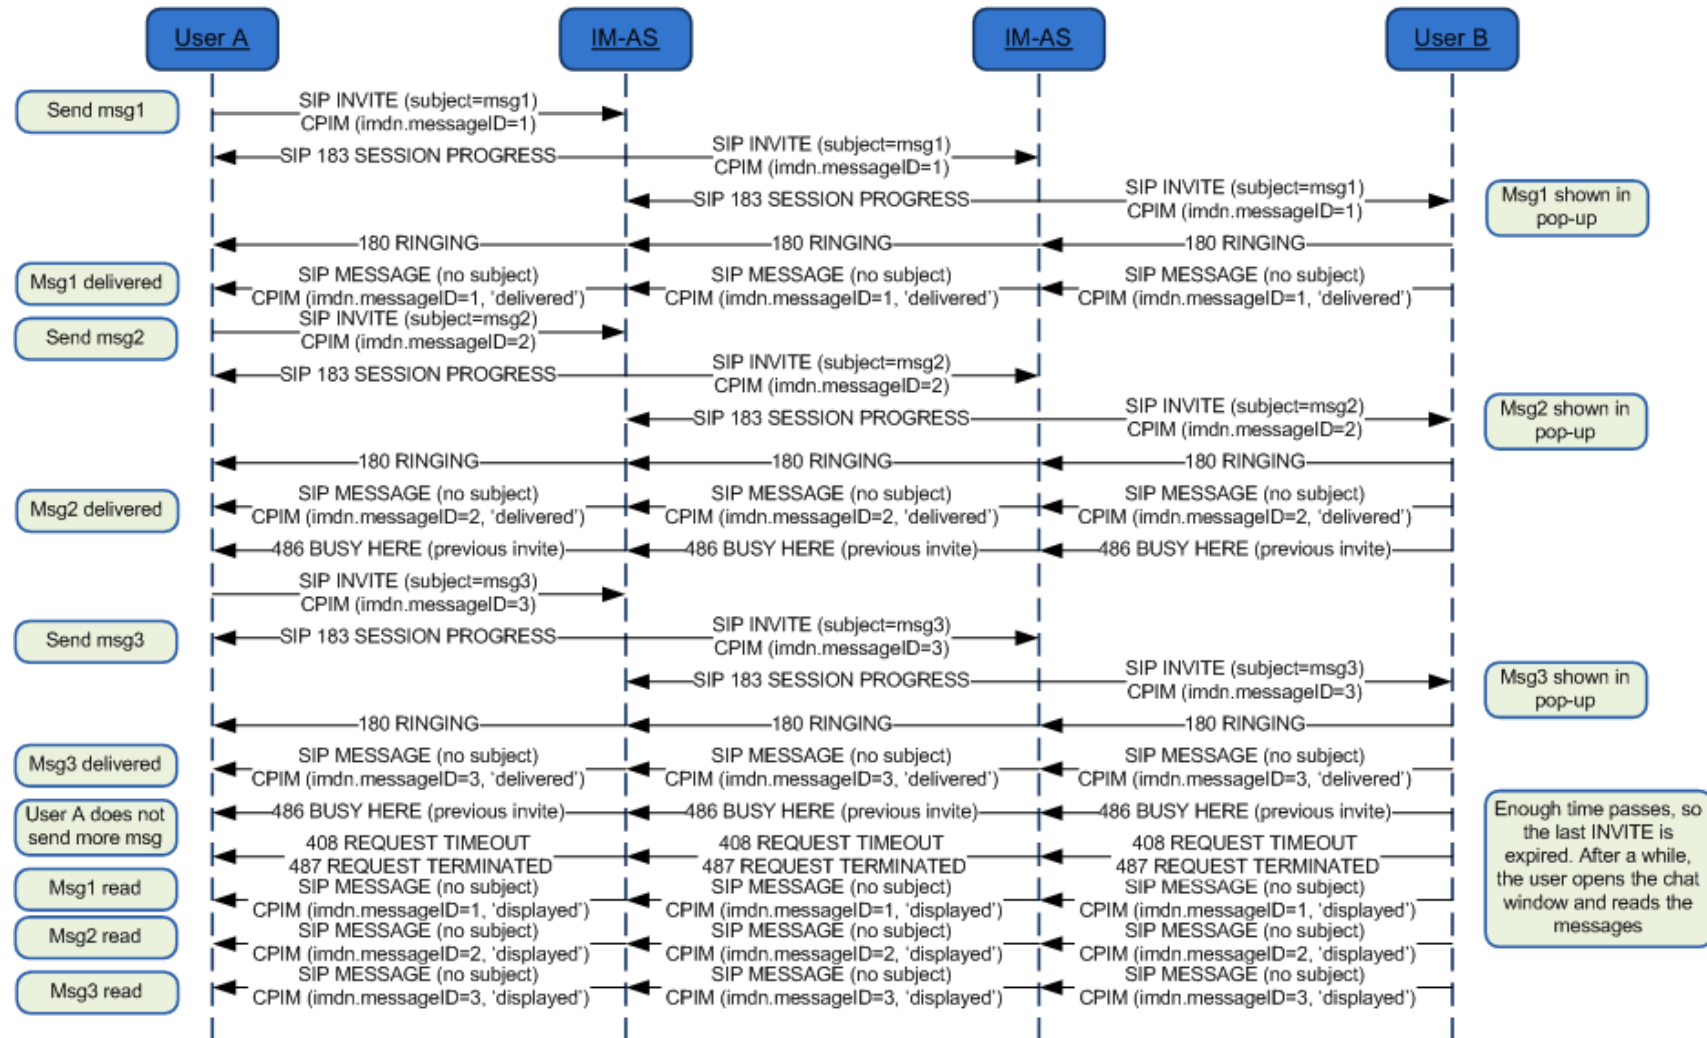 User A
IM-AS
IM-AS
User B
Send msg1
SIP INVITE (subject=msg1)
CPIM (imdn.messageID=1)
SIP 183 SESSION PROGRESS
SIP INVITE (subject=msg1)
CPIM (imdn.messageID=1)
SIP 183 SESSION PROGRESS
SIP INVITE (subject=msg1)
CPIM (imdn.messageID=1)
Msg1 shown in
pop-up
180 RINGING
180 RINGING
180 RINGING
Msg1 delivered
SIP MESSAGE (no subject)
CPIM (imdn.messageID=1, ‘delivered’)
SIP MESSAGE (no subject)
CPIM (imdn.messageID=1, ‘delivered’)
SIP MESSAGE (no subject)
CPIM (imdn.messageID=1, ‘delivered’)
Send msg2
SIP INVITE (subject=msg2)
CPIM (imdn.messageID=2)
SIP 183 SESSION PROGRESS
SIP INVITE (subject=msg2)
CPIM (imdn.messageID=2)
SIP 183 SESSION PROGRESS
SIP INVITE (subject=msg2)
CPIM (imdn.messageID=2)
Msg2 shown in
pop-up
180 RINGING
180 RINGING
180 RINGING
Msg2 delivered
SIP MESSAGE (no subject)
CPIM (imdn.messageID=2, ‘delivered’)
SIP MESSAGE (no subject)
CPIM (imdn.messageID=2, ‘delivered’)
SIP MESSAGE (no subject)
CPIM (imdn.messageID=2, ‘delivered’)
486 BUSY HERE (previous invite)
486 BUSY HERE (previous invite)
486 BUSY HERE (previous invite)
SIP INVITE (subject=msg3)
CPIM (imdn.messageID=3)
Send msg3
SIP 183 SESSION PROGRESS
SIP INVITE (subject=msg3)
CPIM (imdn.messageID=3)
SIP 183 SESSION PROGRESS
SIP INVITE (subject=msg3)
CPIM (imdn.messageID=3)
Msg3 shown in
pop-up
180 RINGING
180 RINGING
180 RINGING
Msg3 delivered
SIP MESSAGE (no subject)
CPIM (imdn.messageID=3, ‘delivered’)
SIP MESSAGE (no subject)
CPIM (imdn.messageID=3, ‘delivered’)
SIP MESSAGE (no subject)
CPIM (imdn.messageID=3, ‘delivered’)
User A does not
send more msg
486 BUSY HERE (previous invite)
486 BUSY HERE (previous invite)
486 BUSY HERE (previous invite)
Enough time passes, so
the last INVITE is
expired. After a while,
the user opens the chat
window and reads the
messages
408 REQUEST TIMEOUT
487 REQUEST TERMINATED
408 REQUEST TIMEOUT
487 REQUEST TERMINATED
408 REQUEST TIMEOUT
487 REQUEST TERMINATED
Msg1 read
SIP MESSAGE (no subject)
CPIM (imdn.messageID=1, ‘displayed’)
SIP MESSAGE (no subject)
CPIM (imdn.messageID=1, ‘displayed’)
SIP MESSAGE (no subject)
CPIM (imdn.messageID=1, ‘displayed’)
Msg2 read
SIP MESSAGE (no subject)
CPIM (imdn.messageID=2, ‘displayed’)
SIP MESSAGE (no subject)
CPIM (imdn.messageID=2, ‘displayed’)
SIP MESSAGE (no subject)
CPIM (imdn.messageID=2, ‘displayed’)
Msg3 read
SIP MESSAGE (no subject)
CPIM (imdn.messageID=3, ‘displayed’)
SIP MESSAGE (no subject)
CPIM (imdn.messageID=3, ‘displayed’)
SIP MESSAGE (no subject)
CPIM (imdn.messageID=3, ‘displayed’)